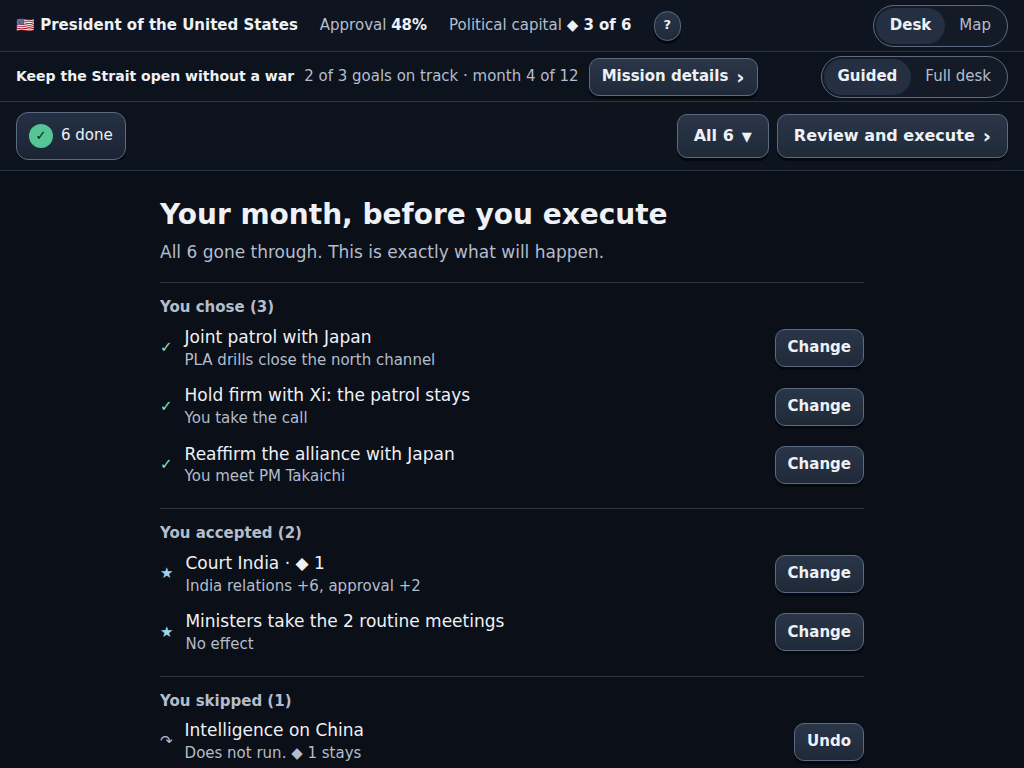 🇺🇸 President of the United States Approval 48% Political capital ◆ 3 of 6 ? Desk Map
Keep the Strait open without a war 2 of 3 goals on track · month 4 of 12 Mission details › Guided Full desk
✓ 6 done All 6 ▼ Review and execute ›
Your month, before you execute
All 6 gone through. This is exactly what will happen.
You chose (3)
✓ Joint patrol with Japan
PLA drills close the north channel
Change
✓ Hold firm with Xi: the patrol stays
You take the call
Change
✓ Reaffirm the alliance with Japan
You meet PM Takaichi
Change
You accepted (2)
★ Court India · ◆ 1
India relations +6, approval +2
Change
★ Ministers take the 2 routine meetings
No effect
Change
You skipped (1)
↷ Intelligence on China
Does not run. ◆ 1 stays
Undo